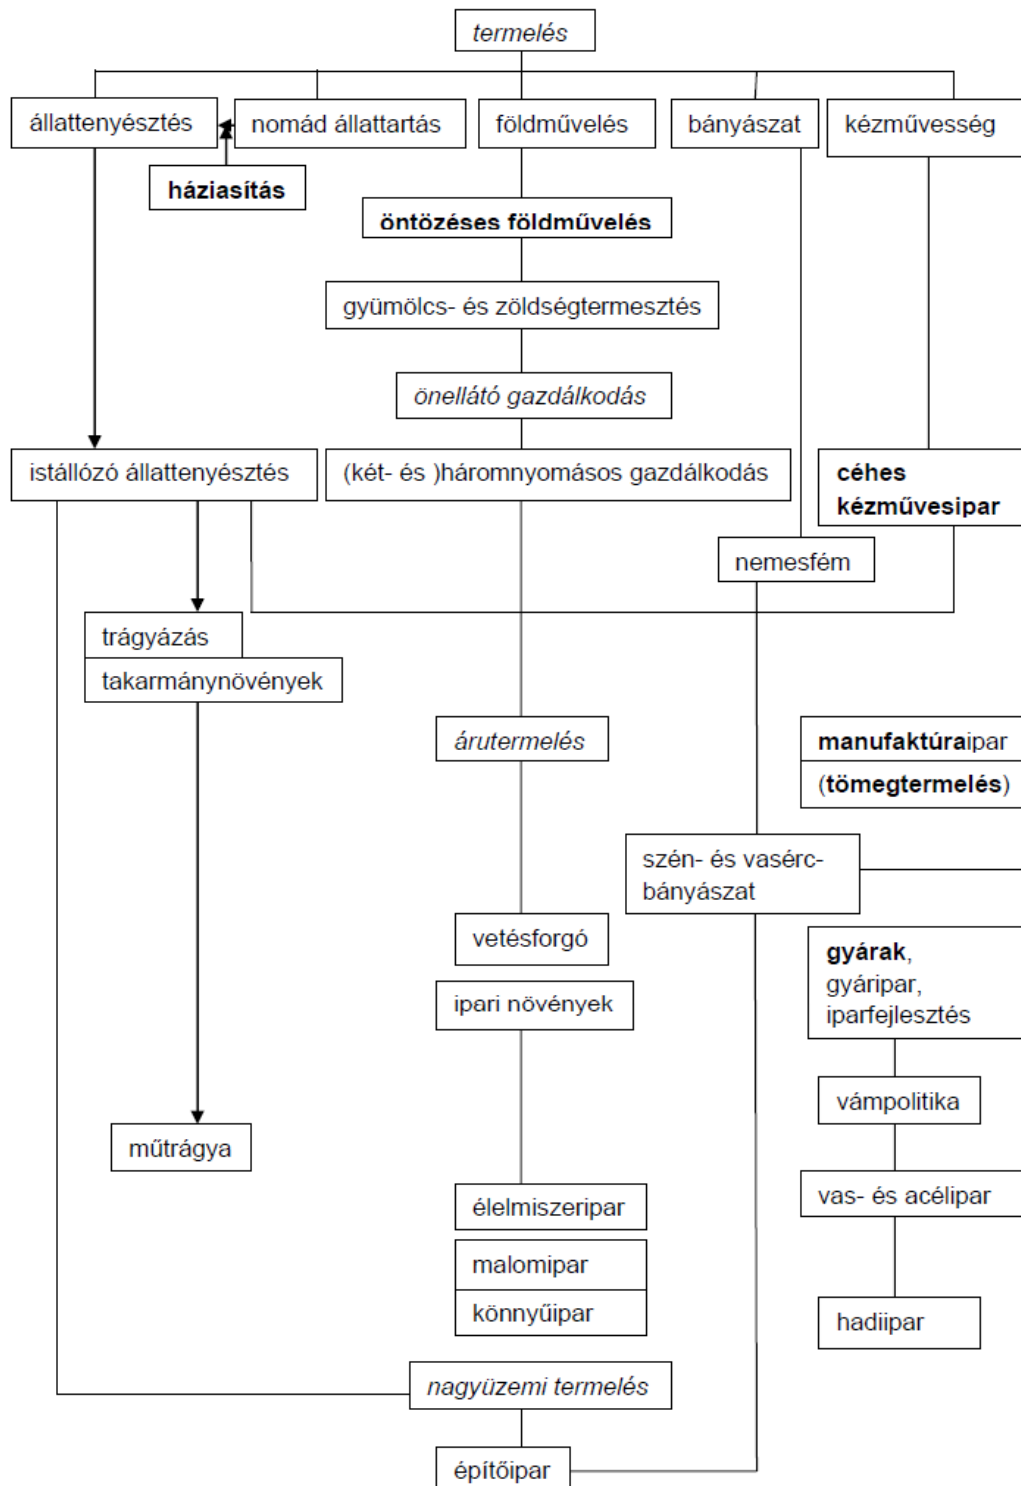 termelés
állattenyésztés
nomád állattartás
földművelés
bányászat
kézművesség
háziasítás
öntözéses földművelés
gyümölcs- és zöldségtermesztés
önellátó gazdálkodás
istállózó állattenyésztés
(két- és )háromnyomásos gazdálkodás
céhes
kézművesipar
nemesfém
trágyázás
takarmánynövények
árutermelés
manufaktúraipar
(tömegtermelés)
szén- és vasérc-
bányászat
vetésforgó
gyárak,
gyáripar,
iparfejlesztés
ipari növények
vámpolitika
műtrágya
vas- és acélipar
élelmiszeripar
malomipar
könnyűipar
hadiipar
nagyüzemi termelés
építőipar